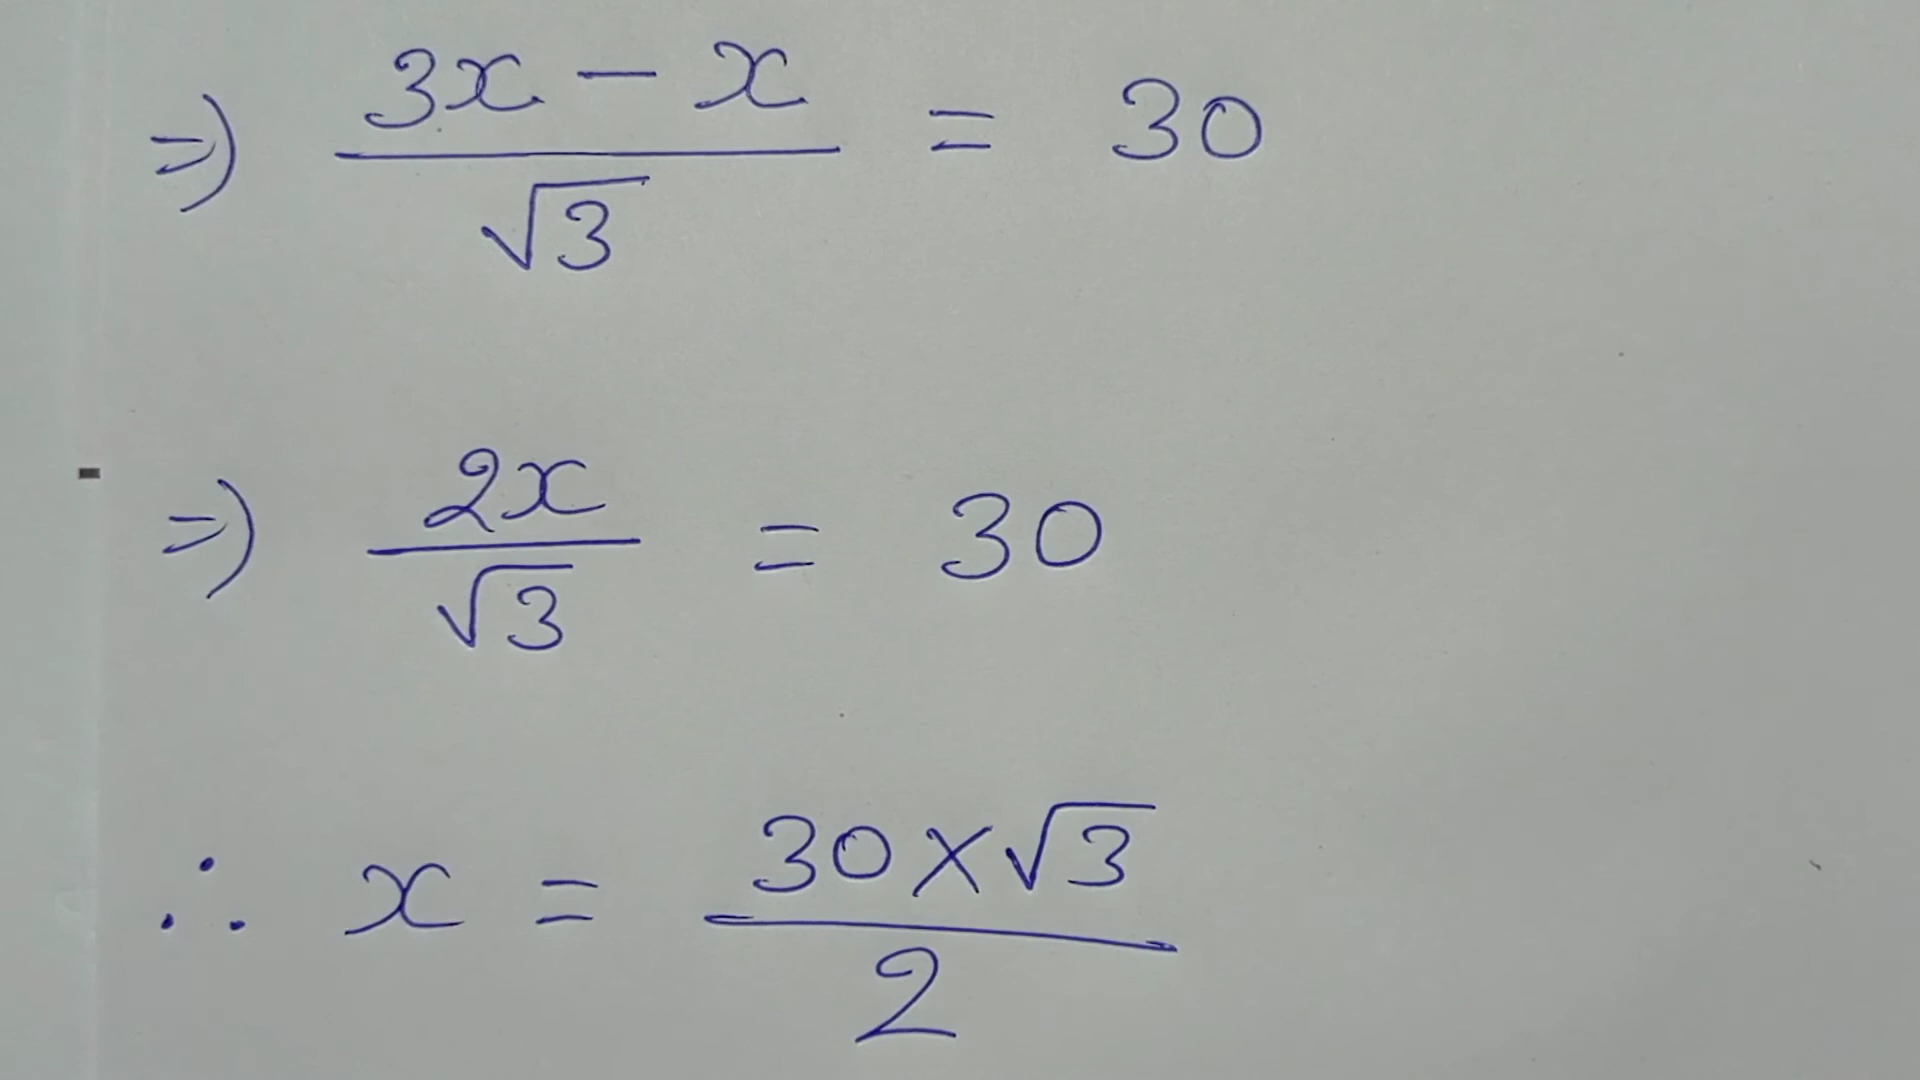 ⇒ (3x − x)/√3 = 30
⇒ 2x/√3 = 30
∴ x = (30 × √3)/2